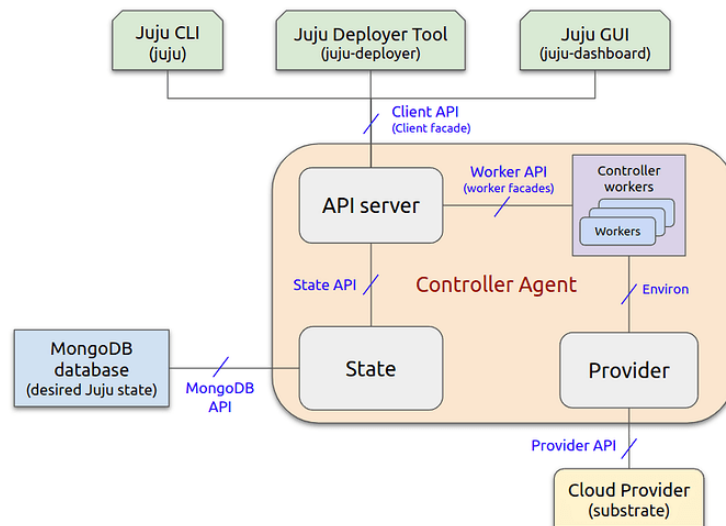 Juju CLI
(juju)
Juju Deployer Tool
(juju-deployer)
Juju GUI
(juju-dashboard)
Client API
(Client facade)
API server
Worker API
(worker facades)
Controller
workers
Workers
State API
Controller Agent
Environ
MongoDB
database
(desired Juju state)
MongoDB
API
State
Provider
Provider API
Cloud Provider
(substrate)